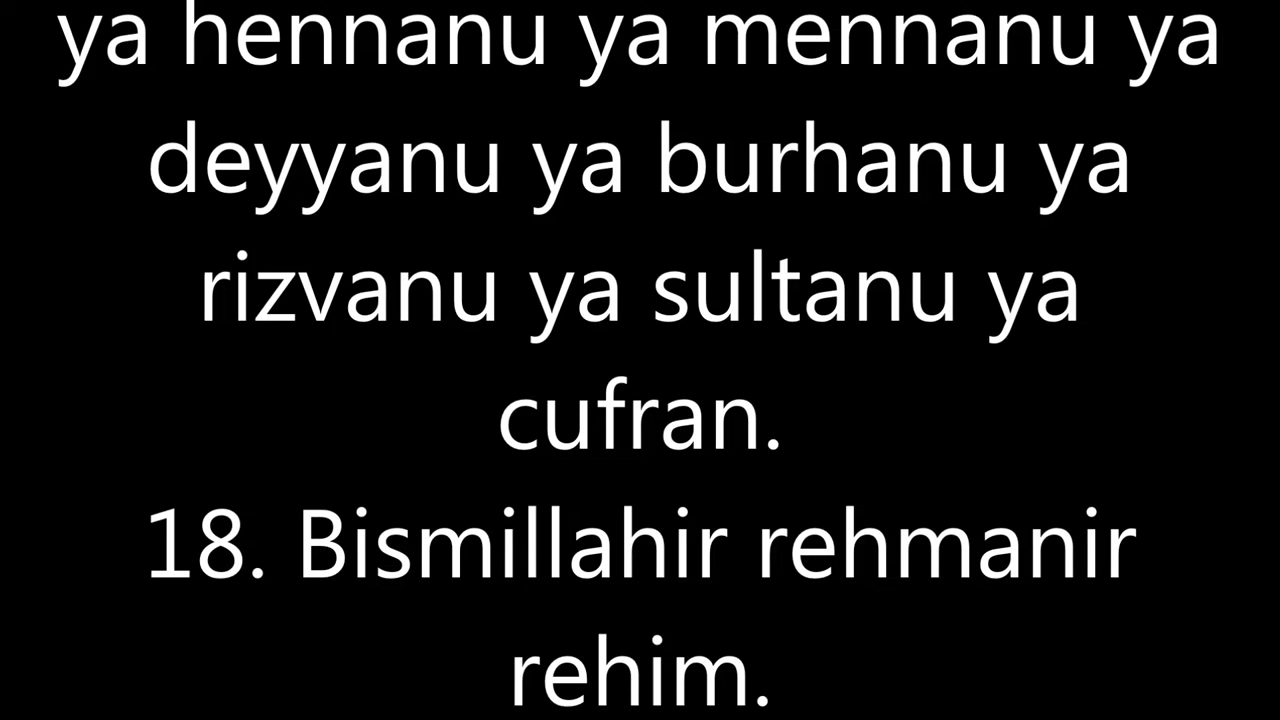 ya hennanu ya mennanu ya
deyyanu ya burhanu ya
rizvanu ya sultanu ya
cufran.
18. Bismillahir rehmanir
rehim.